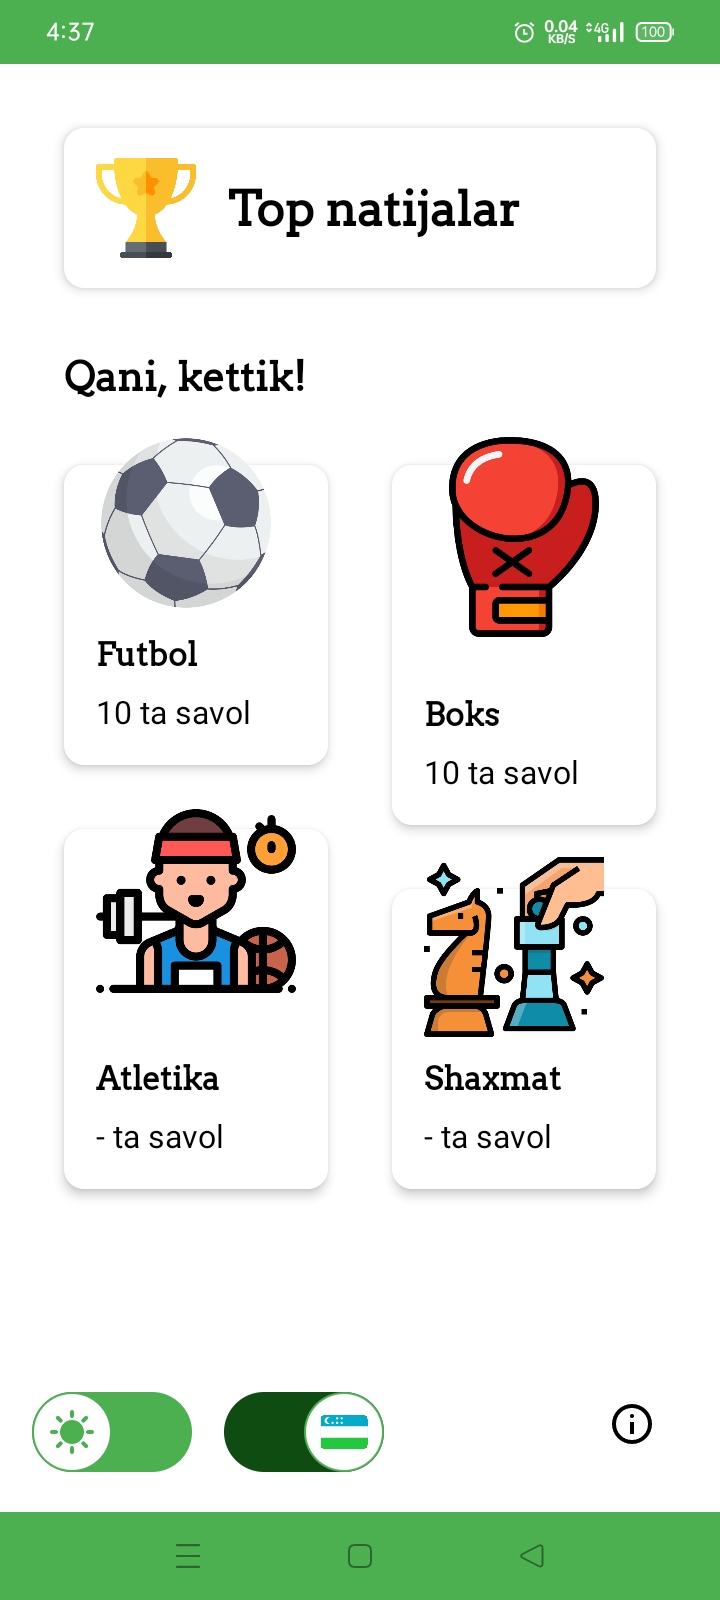 4:37
0.04
KB/S
4G
100
Top natijalar
Qani, kettik!
Futbol
10 ta savol
Boks
10 ta savol
Atletika
- ta savol
Shaxmat
- ta savol